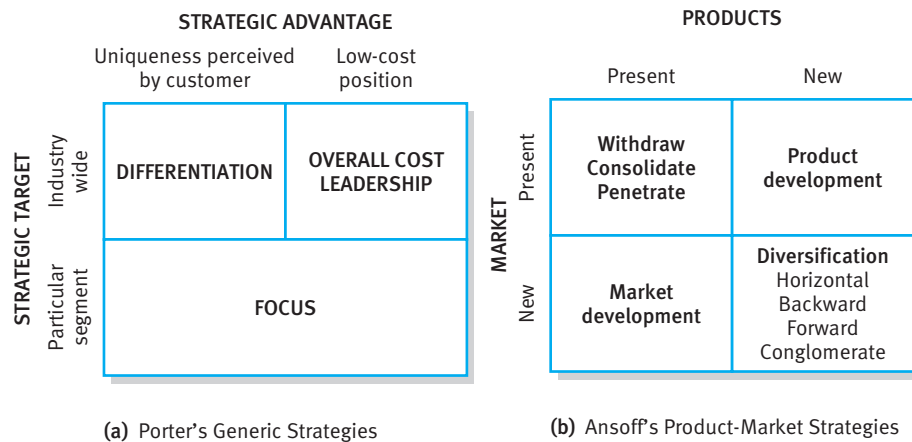 STRATEGIC ADVANTAGE
Uniqueness perceived
by customer
Low-cost
position
STRATEGIC TARGET
Industry
wide
DIFFERENTIATION
OVERALL COST
LEADERSHIP
Particular
segment
FOCUS
(a) Porter's Generic Strategies
PRODUCTS
Present
New
MARKET
Present
Withdraw
Consolidate
Penetrate
Product
development
New
Market
development
Diversification
Horizontal
Backward
Forward
Conglomerate
(b) Ansoff's Product-Market Strategies